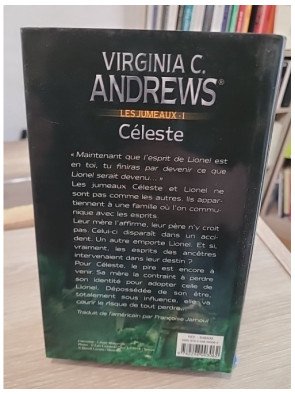 VIRGINIA C.
ANDREWS®
LES JUMEAUX - I
Céleste
« Maintenant que l'esprit de Lionel est
en toi, tu finiras par devenir ce que
Lionel serait devenu... »
Les jumeaux Céleste et Lionel ne
sont pas comme les autres. Ils appar-
tiennent à une famille où l'on commu-
nique avec les esprits.
Leur mère l'affirme, leur père n'y croit
pas. Celui-ci disparaît dans un acci-
dent. Un autre emporte Lionel. Et si,
vraiment, les esprits des ancêtres
intervenaient dans leur destin ?
Pour Céleste, le pire est encore à
venir. Sa mère la contraint à perdre
son identité pour adopter celle de
Lionel. Dépossédée de son être,
totalement sous influence, elle va
courir le risque de tout perdre...
Traduit de l'américain par Françoise Jamoul